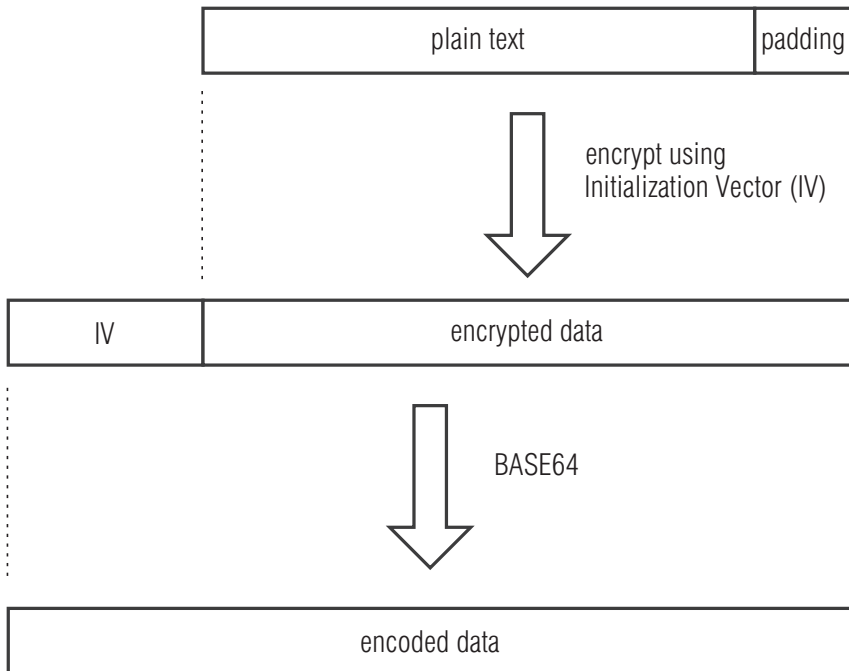 plain text
padding
encrypt using
Initialization Vector (IV)
IV
encrypted data
BASE64
encoded data